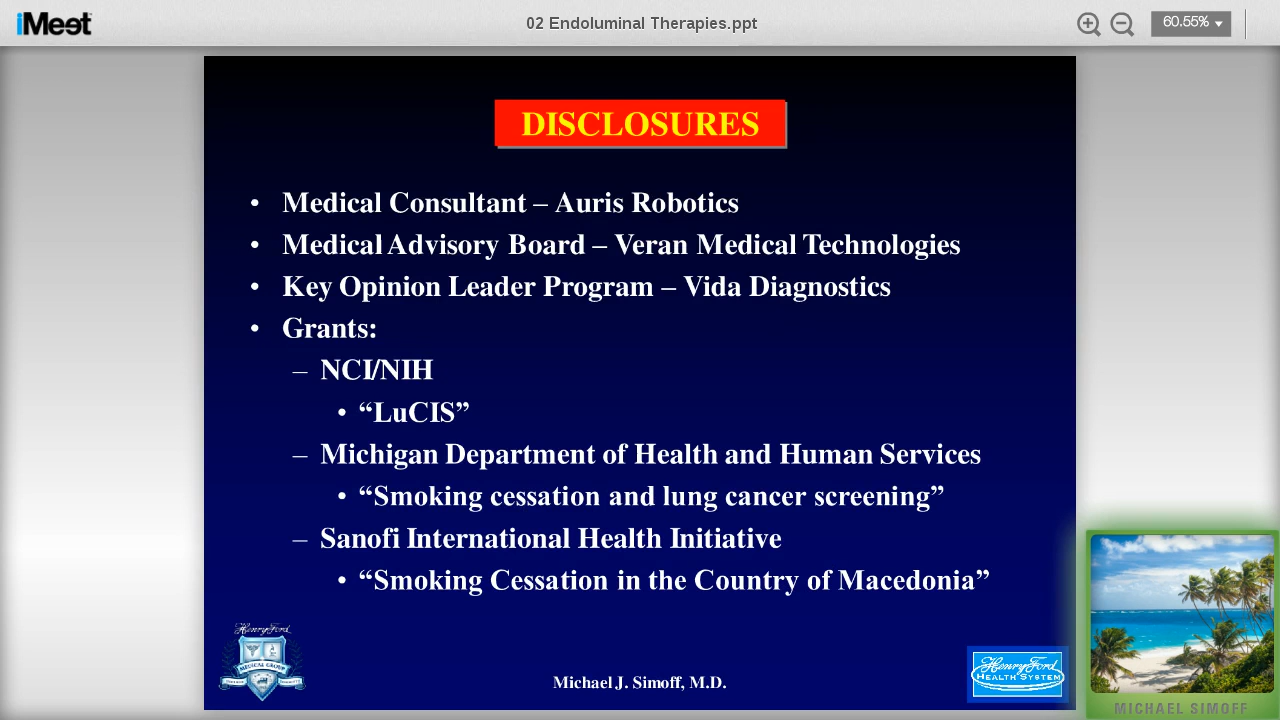 iMeet
02 Endoluminal Therapies.ppt
60.55%
DISCLOSURES
• Medical Consultant – Auris Robotics
• Medical Advisory Board – Veran Medical Technologies
• Key Opinion Leader Program – Vida Diagnostics
• Grants:
– NCI/NIH
• “LuCIS”
– Michigan Department of Health and Human Services
• “Smoking cessation and lung cancer screening”
– Sanofi International Health Initiative
• “Smoking Cessation in the Country of Macedonia”
Henry Ford
MEDICAL GROUP
Michael J. Simoff, M.D.
Henry Ford
HEALTH SYSTEM
MICHAEL SIMOFF